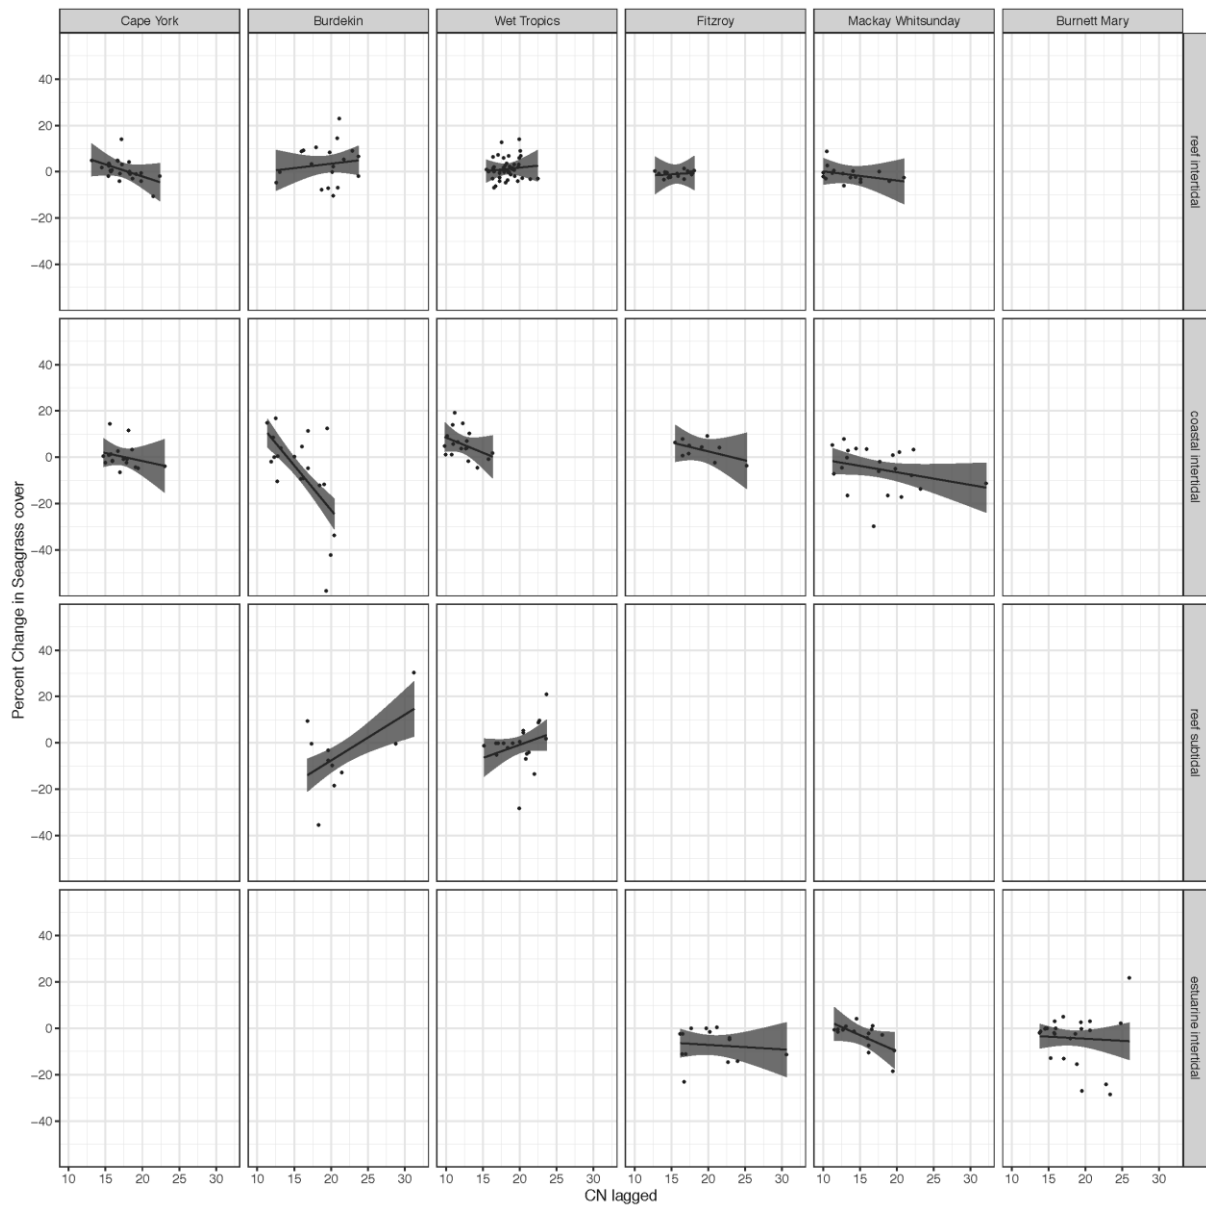 Cape York Burdekin Wet Tropics Fitzroy Mackay Whitsunday Burnett Mary
40
20
0
−20
−40
reef intertidal
40
20
0
−20
−40
coastal intertidal
Percent Change in Seagrass cover
40
20
0
−20
−40
reef subtidal
40
20
0
−20
−40
estuarine intertidal
10 15 20 25 30 10 15 20 25 30 10 15 20 25 30 10 15 20 25 30 10 15 20 25 30 10 15 20 25 30
CN lagged